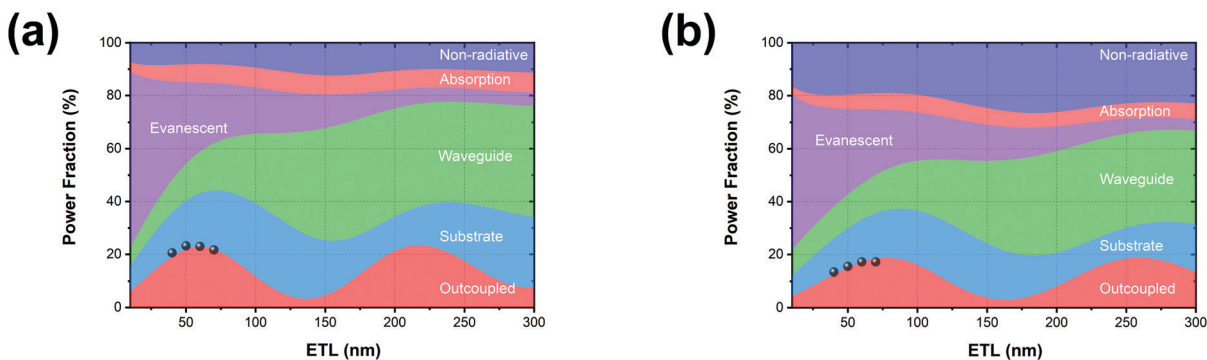 (a)
Power Fraction (%)
100
80
60
40
20
0
Non-radiative
Absorption
Evanescent
Waveguide
Substrate
Outcoupled
50 100 150 200 250 300
ETL (nm)
(b)
Power Fraction (%)
100
80
60
40
20
0
Non-radiative
Absorption
Evanescent
Waveguide
Substrate
Outcoupled
50 100 150 200 250 300
ETL (nm)